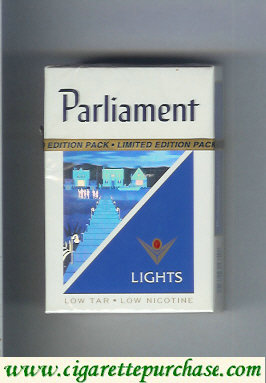 Parliament
EDITION PACK • LIMITED EDITION PACK
LIGHTS
LOW TAR • LOW NICOTINE
www.cigarettepurchase.com